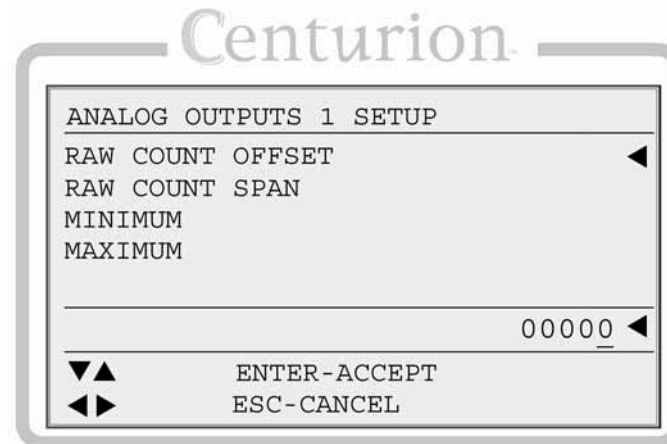 Centurion
ANALOG OUTPUTS 1 SETUP
RAW COUNT OFFSET ◀
RAW COUNT SPAN
MINIMUM
MAXIMUM
00000 ◀
▼▲ ENTER-ACCEPT
◀▶ ESC-CANCEL